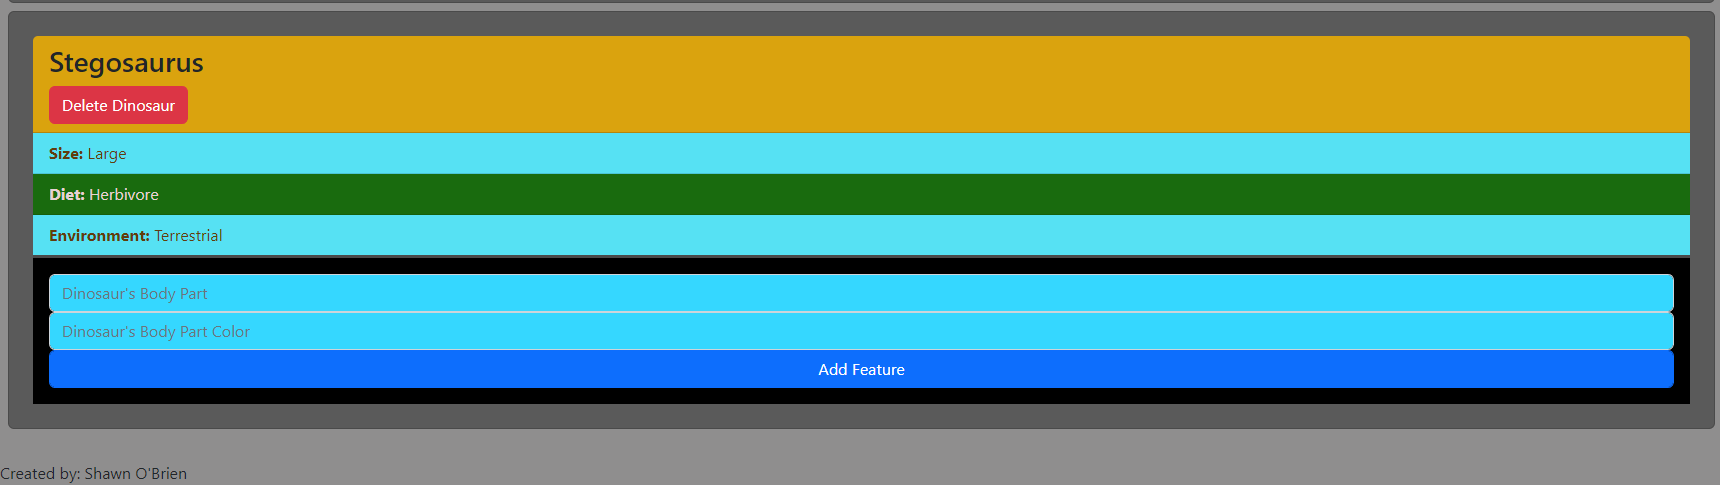 Stegosaurus
Delete Dinosaur
Size: Large
Diet: Herbivore
Environment: Terrestrial
Dinosaur's Body Part
Dinosaur's Body Part Color
Add Feature
Created by: Shawn O'Brien